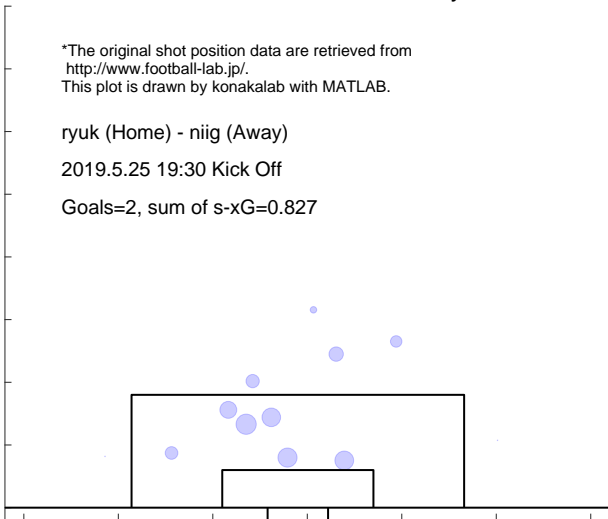 *The original shot position data are retrieved from
http://www.football-lab.jp/.
This plot is drawn by konakalab with MATLAB.
ryuk (Home) - niig (Away)
2019.5.25 19:30 Kick Off
Goals=2, sum of s-xG=0.827